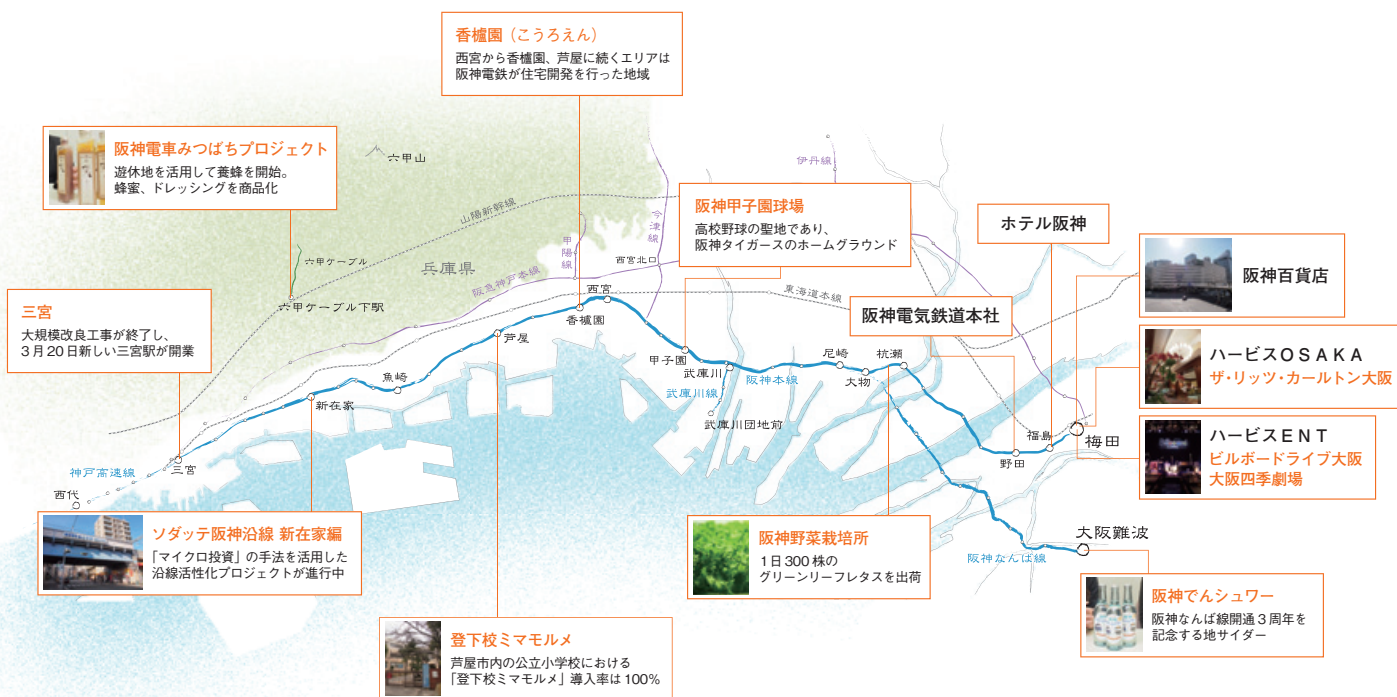 香櫨園（こうろえん）
西宮から香櫨園、芦屋に続くエリアは
阪神電鉄が住宅開発を行った地域
阪神電車みつばちプロジェクト
遊休地を活用して養蜂を開始。
蜂蜜、ドレッシングを商品化
六甲山
伊丹線
山陽新幹線
今津線
阪神甲子園球場
高校野球の聖地であり、
阪神タイガースのホームグラウンド
ホテル阪神
阪神百貨店
六甲ケーブル
兵庫県
甲陽線
西宮北口
阪急神戸本線
六甲ケーブル下駅
西宮
東海道本線
三宮
大規模改良工事が終了し、
3月20日新しい三宮駅が開業
香櫨園
芦屋
阪神電気鉄道本社
ハービスOSAKA
ザ・リッツ・カールトン大阪
甲子園
武庫川
尼崎
杭瀬
阪神本線
大物
魚崎
武庫川線
新在家
武庫川団地前
福島
梅田
野田
ハービスENT
ビルボードライブ大阪
大阪四季劇場
三宮
神戸高速線
西代
ソダッテ阪神沿線 新在家編
「マイクロ投資」の手法を活用した
沿線活性化プロジェクトが進行中
阪神野菜栽培所
1日300株の
グリーンリーフレタスを出荷
大阪難波
阪神なんば線
阪神でんシュワー
阪神なんば線開通3周年を
記念する地サイダー
登下校ミマモルメ
芦屋市内の公立小学校における
「登下校ミマモルメ」導入率は100%